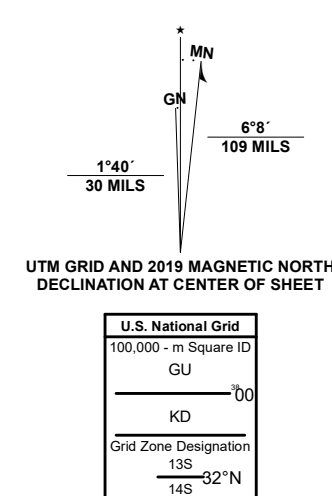 ★
MN
GN
6°8´
109 MILS
1°40´
30 MILS
UTM GRID AND 2019 MAGNETIC NORTH
DECLINATION AT CENTER OF SHEET
U.S. National Grid
100,000 - m Square ID
GU
3800
KD
Grid Zone Designation
13S
32°N
14S